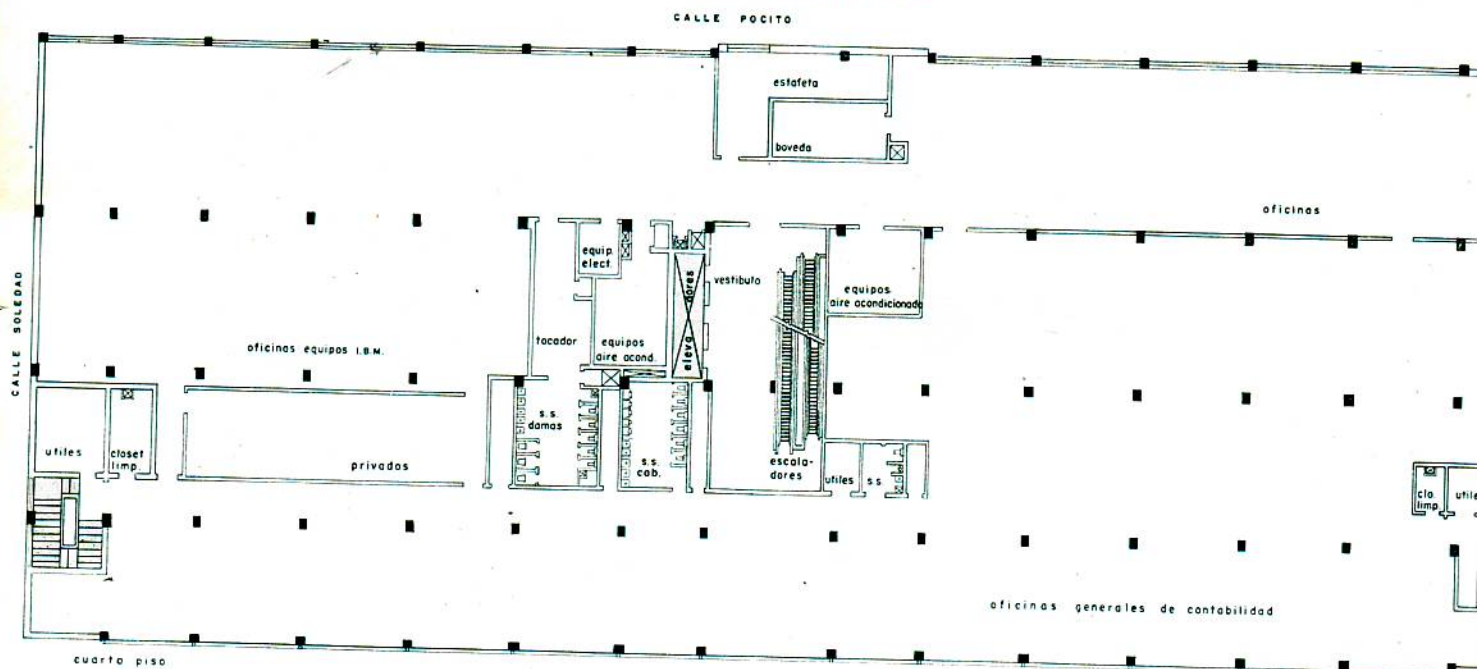 CALLE POCITO
estafeta
boveda
oficinas
equip.
elect.
elevadores
vestibulo
equipos
aire acondicionado
CALLE SOLEDAD
oficinas equipos I.B.M.
tocador
equipos
aire acond.
s.s.
damas
utiles
closet
limp.
privados
s.s.
cab.
escala-
dores
utiles
s.s.
clo.
limp.
oficinas generales de contabilidad
cuarto piso